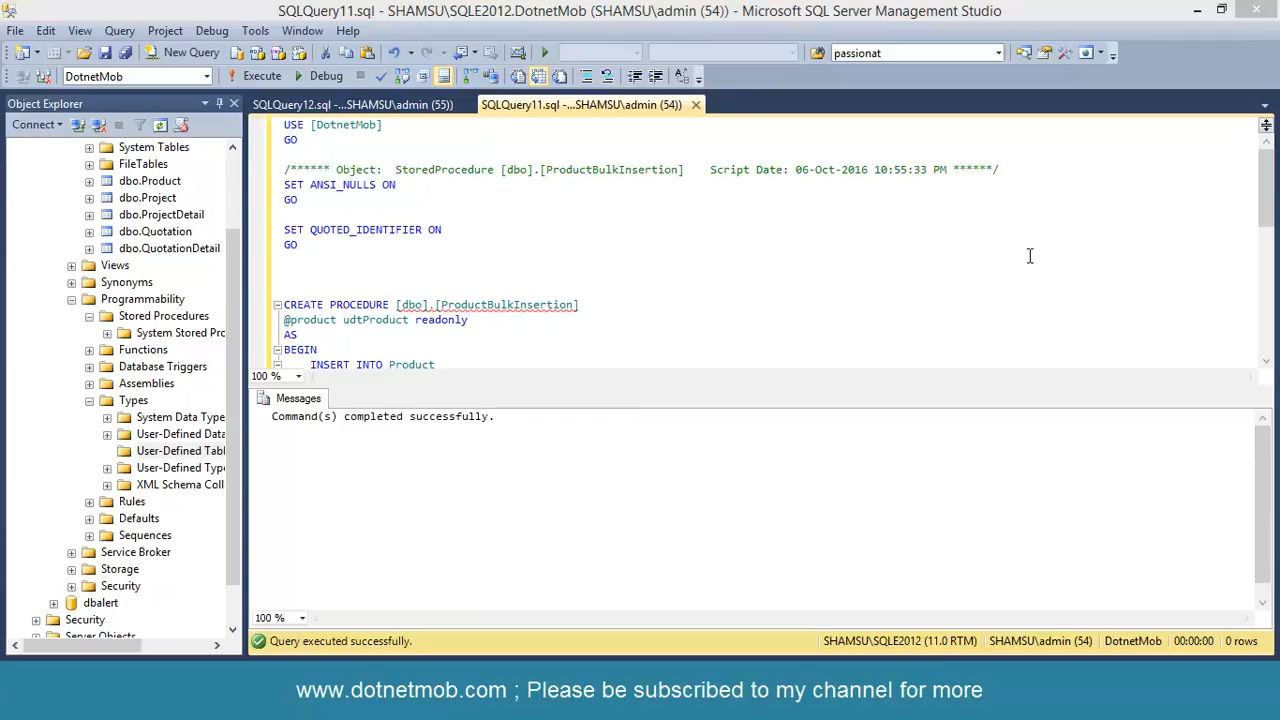 SQLQuery11.sql - SHAMSU\SQLE2012.DotnetMob (SHAMSU\admin (54)) - Microsoft SQL Server Management Studio
File Edit View Query Project Debug Tools Window Help
New Query passionat
DotnetMob Execute Debug
Object Explorer
Connect
System Tables
FileTables
dbo.Product
dbo.Project
dbo.ProjectDetail
dbo.Quotation
dbo.QuotationDetail
Views
Synonyms
Programmability
Stored Procedures
System Stored Pro
Functions
Database Triggers
Assemblies
Types
System Data Type
User-Defined Data
User-Defined Tabl
User-Defined Type
XML Schema Coll
Rules
Defaults
Sequences
Service Broker
Storage
Security
dbalert
Security
Server Objects
SQLQuery12.sql -...SHAMSU\admin (55)) SQLQuery11.sql -...SHAMSU\admin (54))
USE [DotnetMob]
GO
/****** Object: StoredProcedure [dbo].[ProductBulkInsertion] Script Date: 06-Oct-2016 10:55:33 PM ******/
SET ANSI_NULLS ON
GO
SET QUOTED_IDENTIFIER ON
GO
CREATE PROCEDURE [dbo].[ProductBulkInsertion]
@product udtProduct readonly
AS
BEGIN
INSERT INTO Product
100 %
Messages
Command(s) completed successfully.
100 %
Query executed successfully. SHAMSU\SQLE2012 (11.0 RTM) SHAMSU\admin (54) DotnetMob 00:00:00 0 rows
www.dotnetmob.com ; Please be subscribed to my channel for more